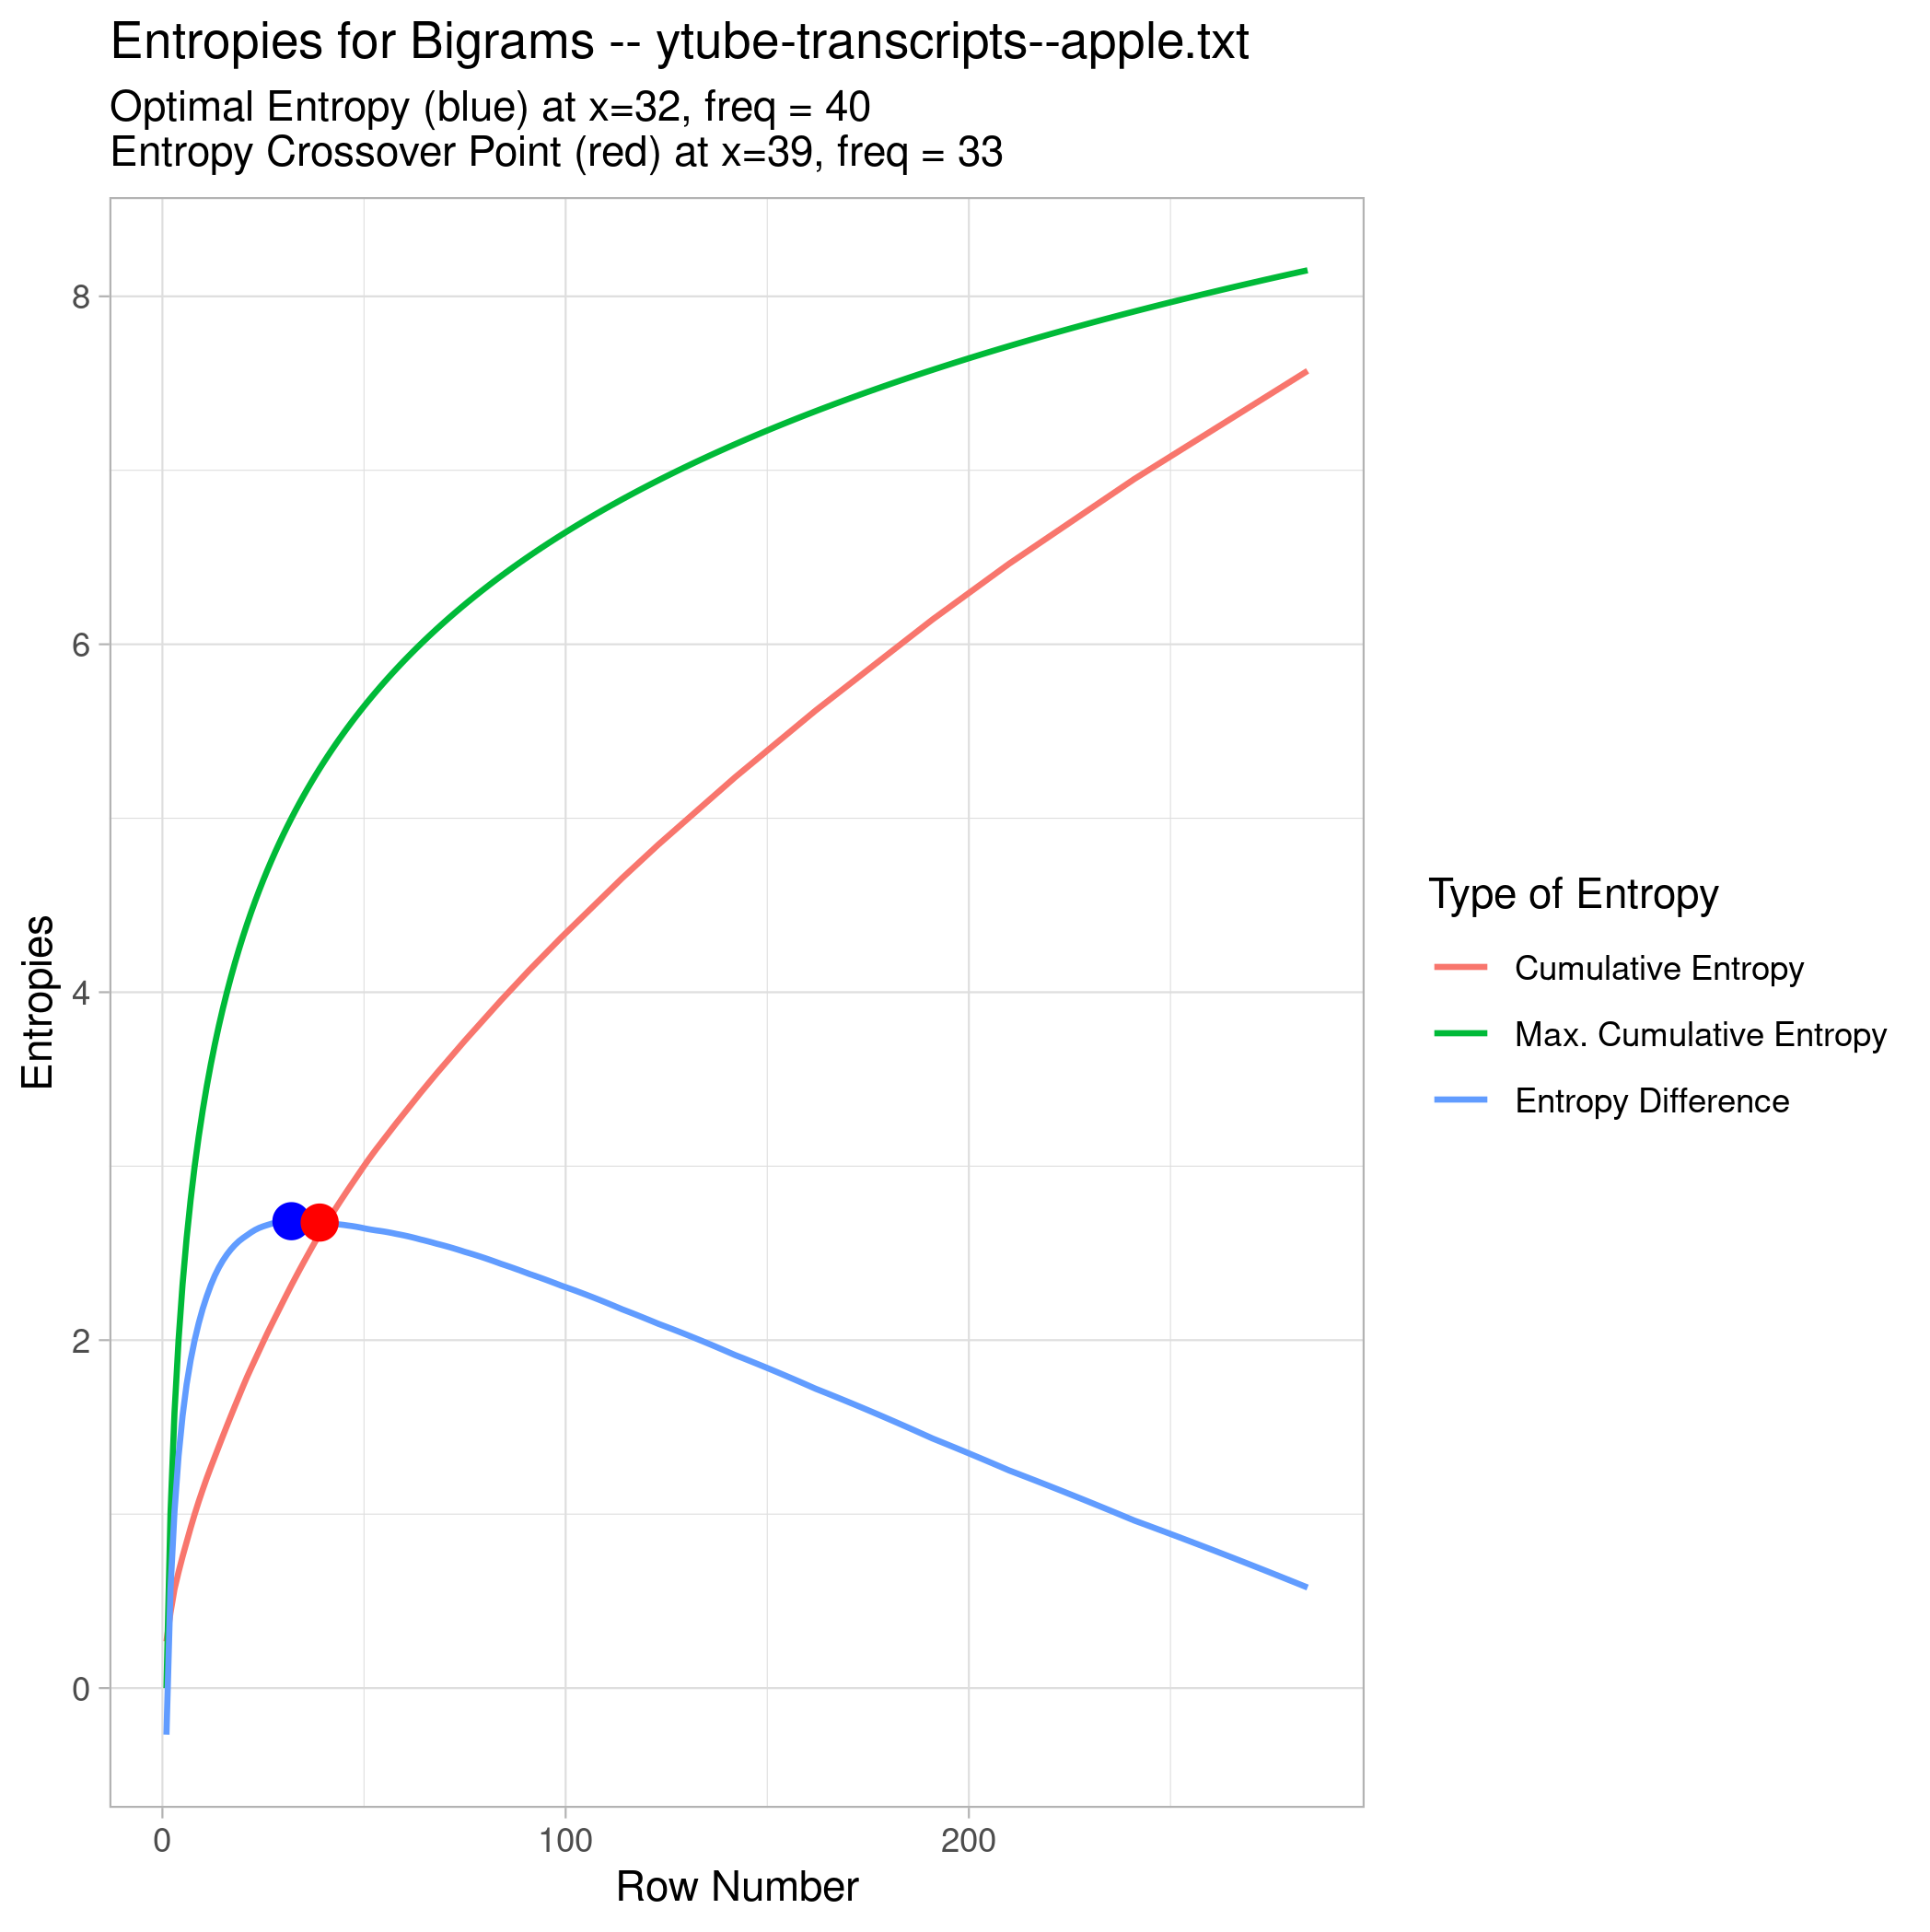 Entropies for Bigrams -- ytube-transcripts--apple.txt
Optimal Entropy (blue) at x=32, freq = 40
Entropy Crossover Point (red) at x=39, freq = 33
8
6
4
2
0
Entropies
0 100 200
Row Number
Type of Entropy
Cumulative Entropy
Max. Cumulative Entropy
Entropy Difference